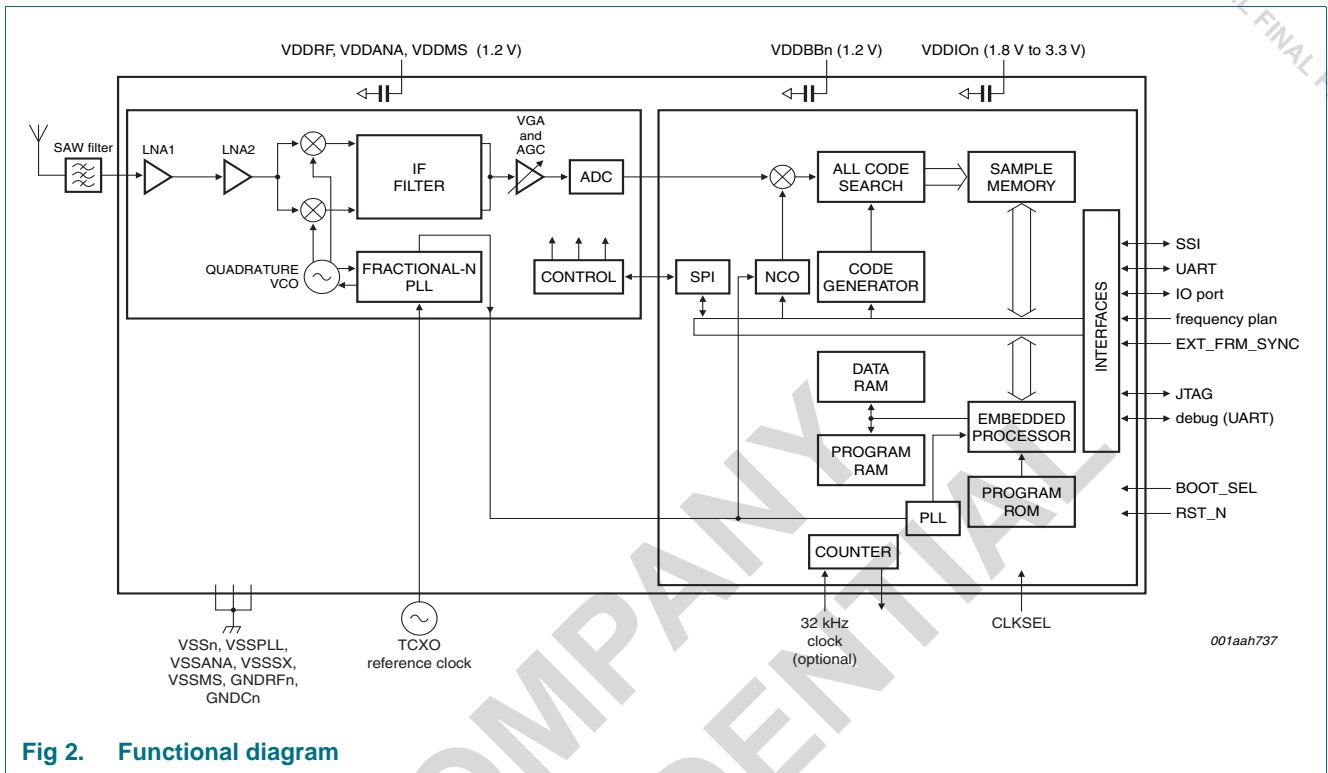 AL FINAL
VDDRF, VDDANA, VDDMS (1.2 V)
VDDBBn (1.2 V)
VDDIOn (1.8 V to 3.3 V)
SAW filter
LNA1
LNA2
VGA
and
AGC
IF
FILTER
ADC
ALL CODE
SEARCH
SAMPLE
MEMORY
QUADRATURE
VCO
FRACTIONAL-N
PLL
CONTROL
SPI
NCO
CODE
GENERATOR
INTERFACES
SSI
UART
IO port
frequency plan
EXT_FRM_SYNC
JTAG
debug (UART)
BOOT_SEL
RST_N
DATA
RAM
PROGRAM
RAM
EMBEDDED
PROCESSOR
PROGRAM
ROM
PLL
COUNTER
VSSn, VSSPLL,
VSSANA, VSSSX,
VSSMS, GNDRFn,
GNDCn
TCXO
reference clock
32 kHz
clock
(optional)
CLKSEL
001aah737
OMPANY
DENTIAL
Fig 2. Functional diagram